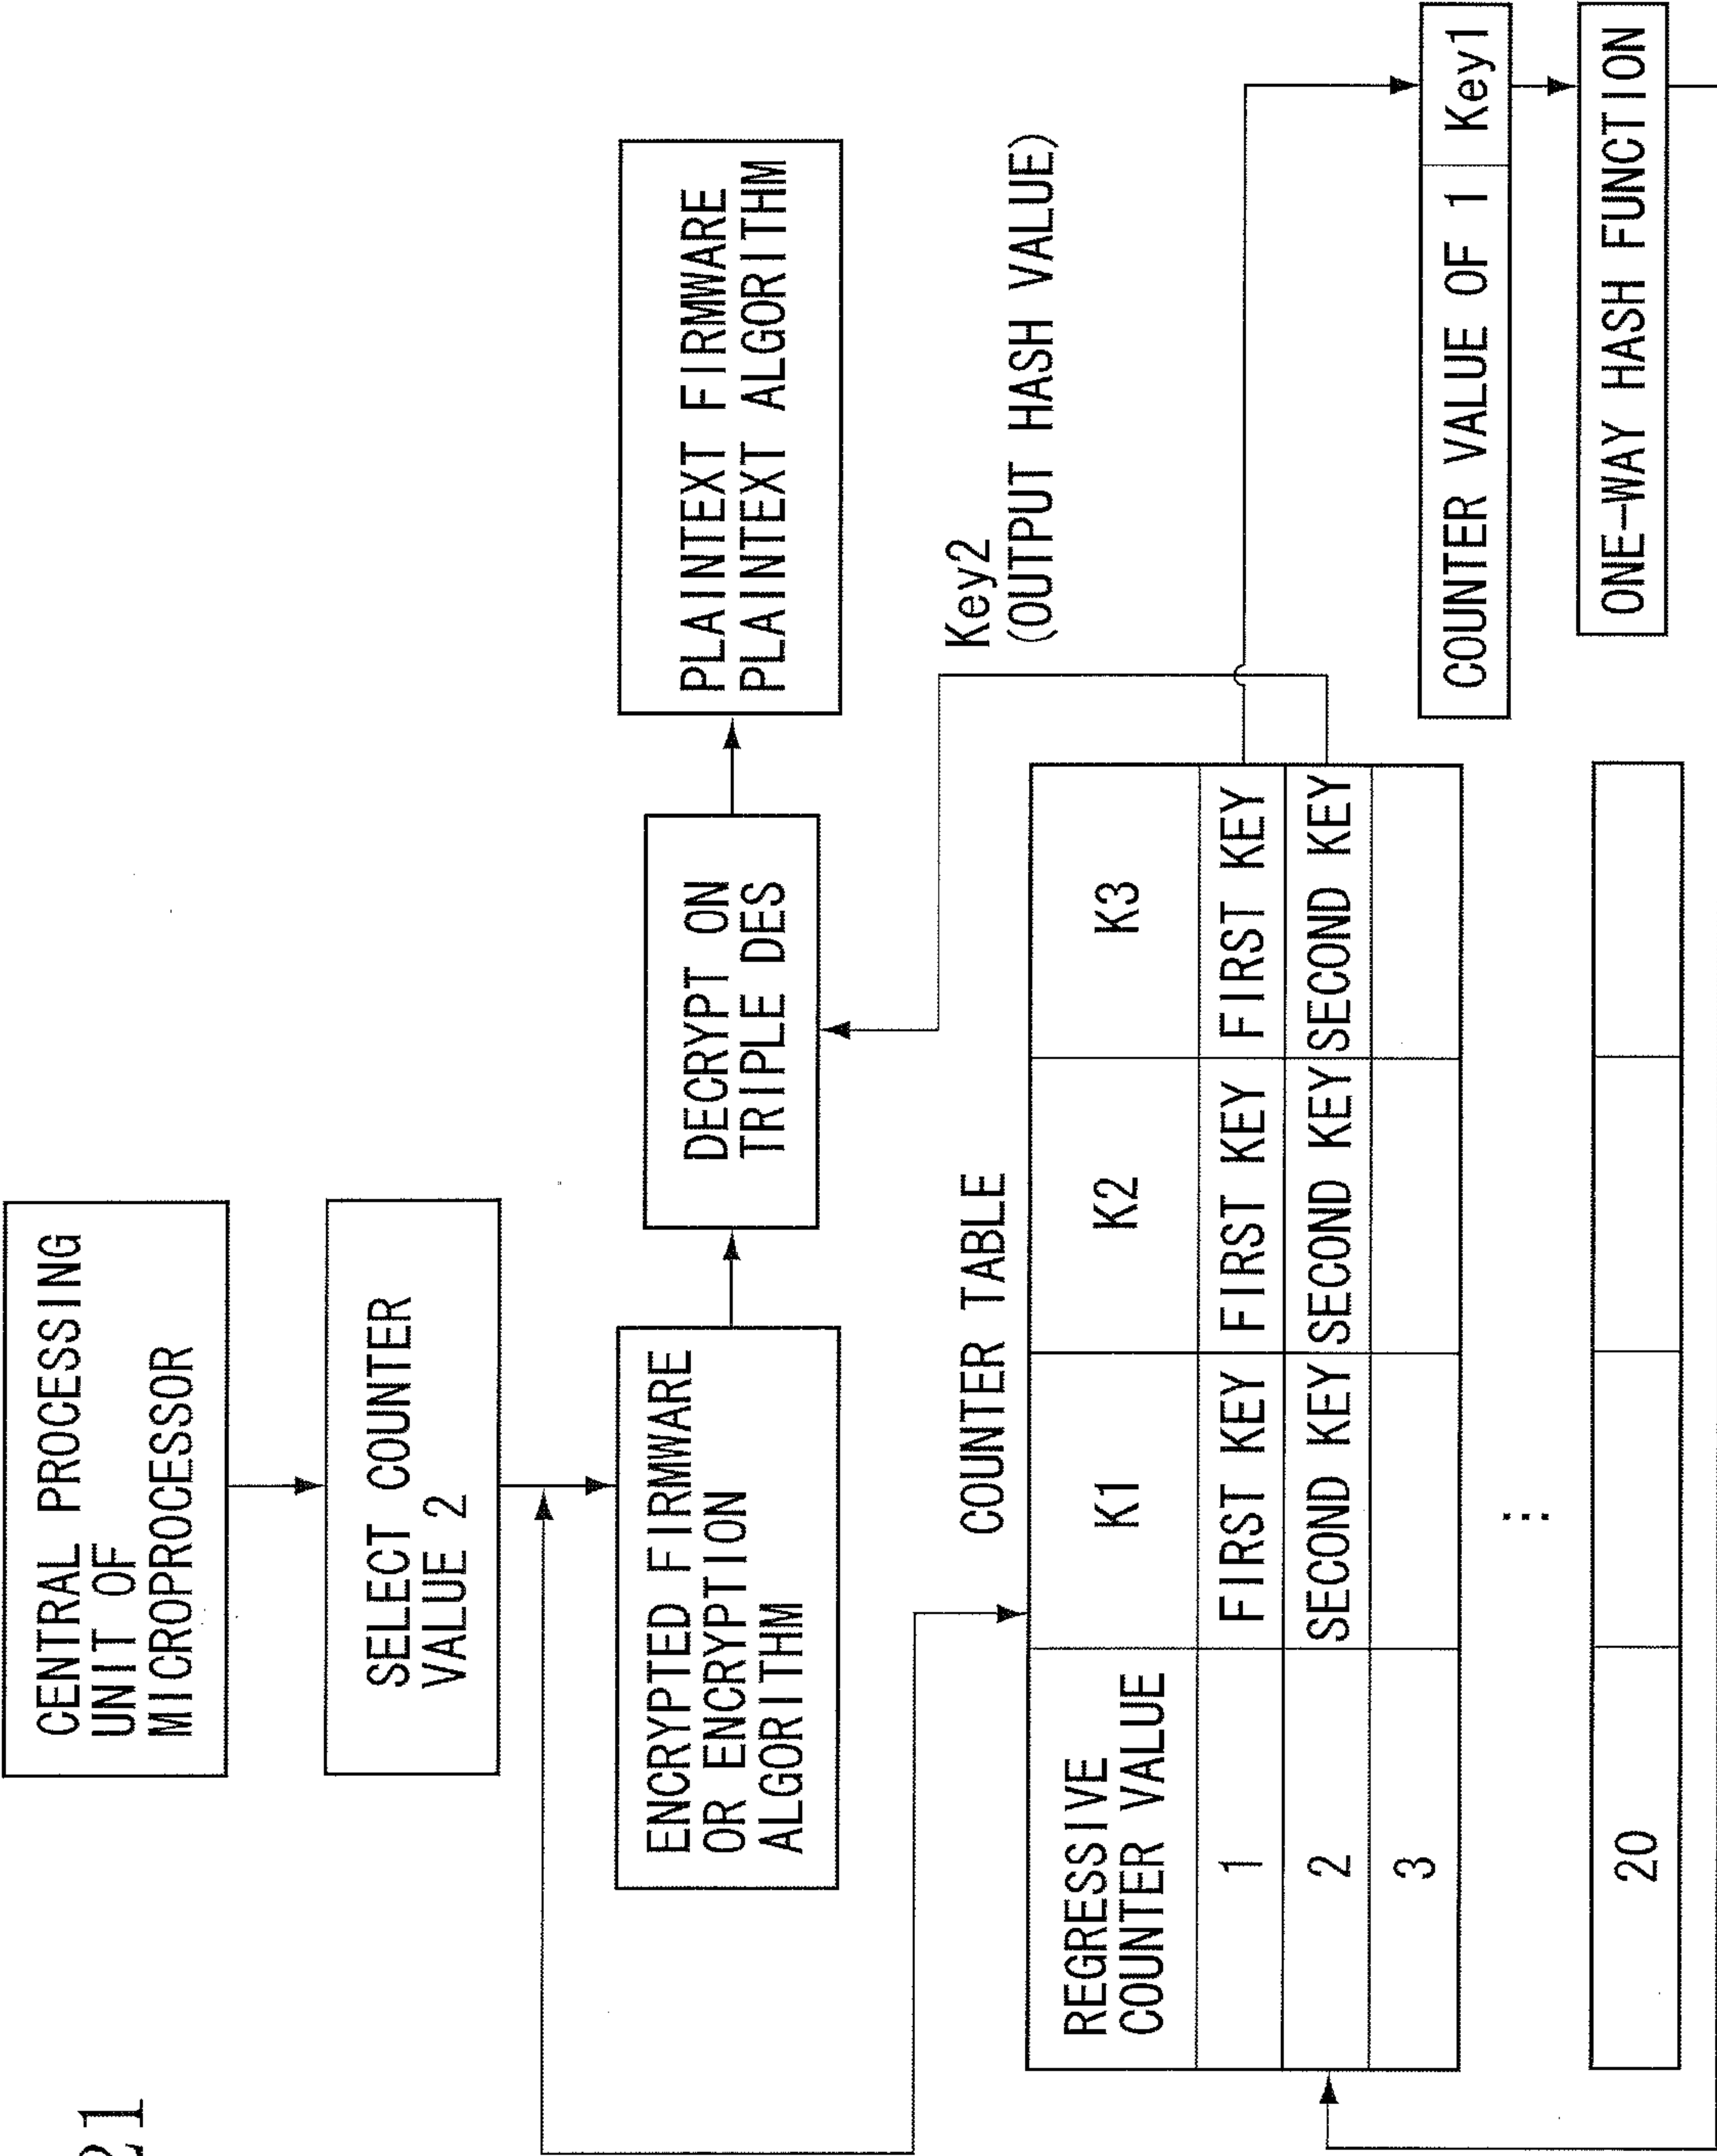 21
CENTRAL PROCESSING
UNIT OF
MICROPROCESSOR
SELECT COUNTER
VALUE 2
ENCRYPTED FIRMWARE
OR ENCRYPTION
ALGORITHM
DECRYPT ON
TRIPLE DES
PLAINTEXT FIRMWARE
PLAINTEXT ALGORITHM
Key2
(OUTPUT HASH VALUE)
COUNTER TABLE
REGRESSIVE
COUNTER VALUE
K1
K2
K3
1
FIRST KEY
FIRST KEY
FIRST KEY
2
SECOND KEY
SECOND KEY
SECOND KEY
3
⋮
20
COUNTER VALUE OF 1
Key1
ONE-WAY HASH FUNCTION